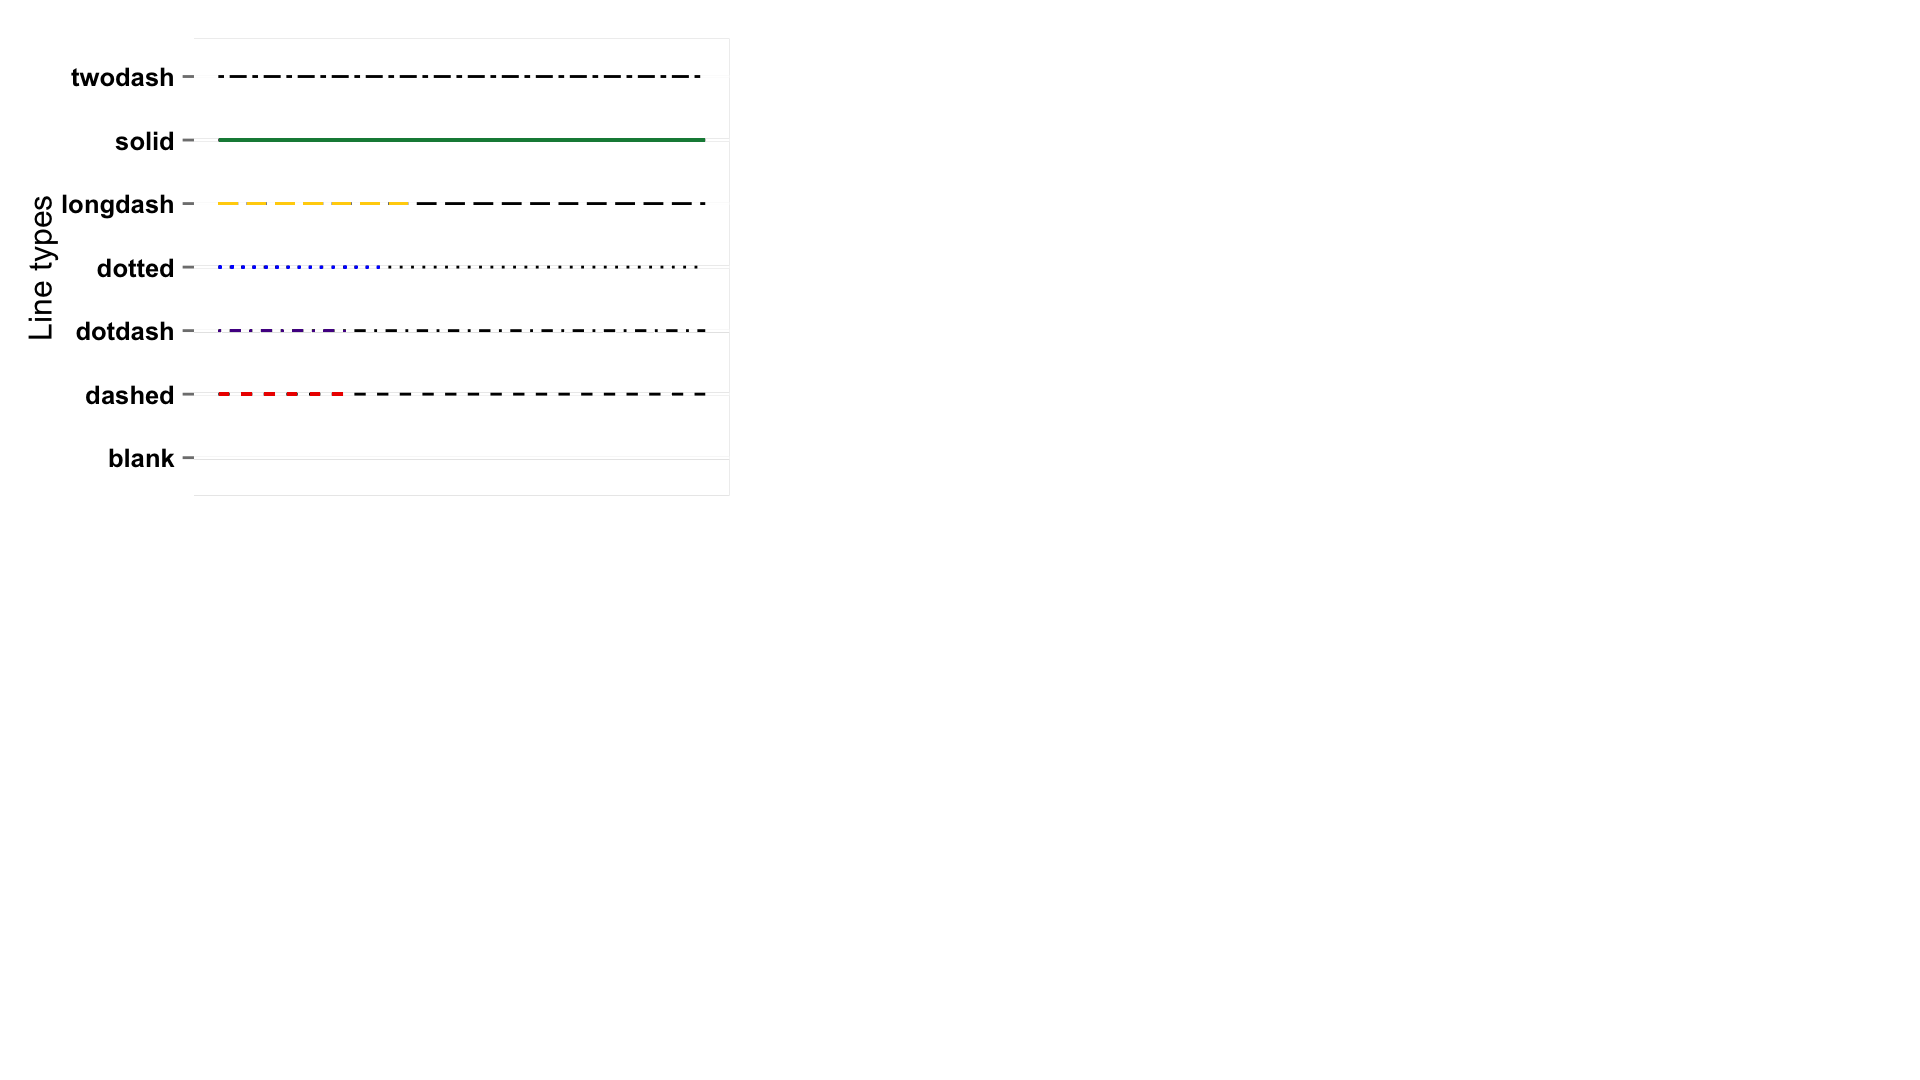 twodash
solid
longdash
dotted
dotdash
dashed
blank
Line types